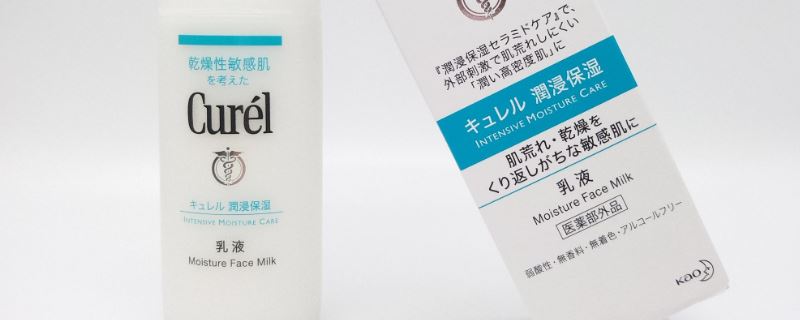 乾燥性敏感肌
を考えた
Curél
キュレル 潤浸保湿
INTENSIVE MOISTURE CARE
乳液
Moisture Face Milk
『潤浸保湿セラミドケア』で、
外部刺激で肌荒れしにくい
「潤い高密度肌」に
キュレル 潤浸保湿
INTENSIVE MOISTURE CARE
肌荒れ・乾燥を
くり返しがちな敏感肌に
乳液
Moisture Face Milk
医薬部外品
弱酸性・無香料・無着色・アルコールフリー
Kao